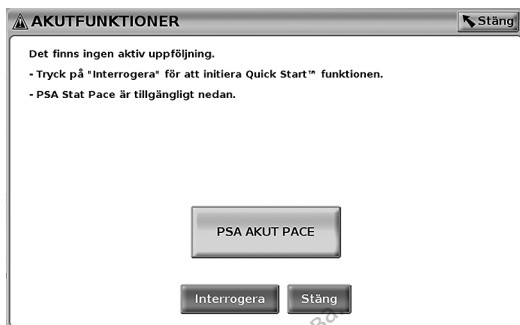 AKUTFUNKTIONER
Stäng
Det finns ingen aktiv uppföljning.
- Tryck på "Interrogera" för att initiera Quick Start™ funktionen.
- PSA Stat Pace är tillgängligt nedan.
PSA AKUT PACE
Interrogera
Stäng